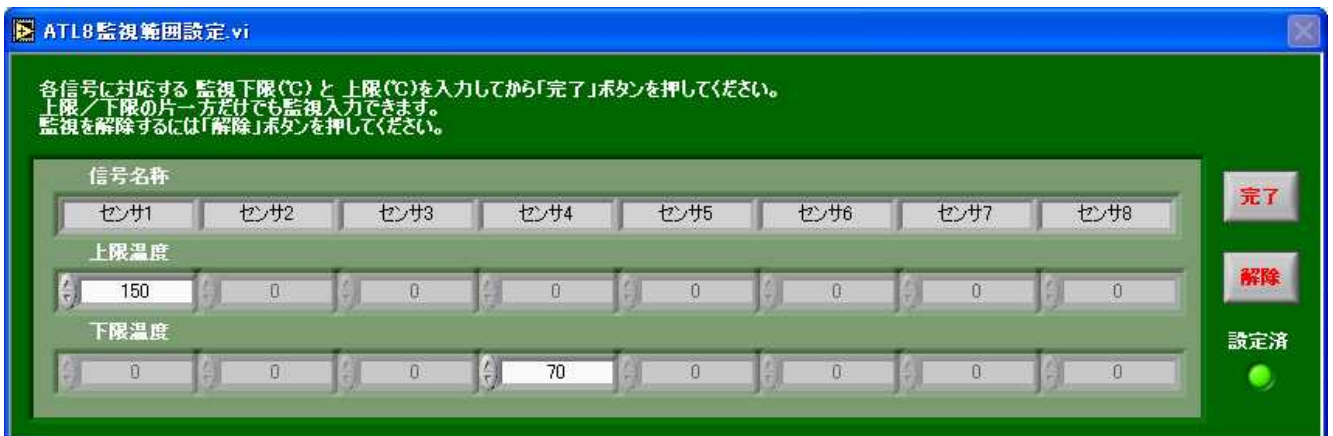 ATL8監視範囲設定.vi
各信号に対応する 監視下限(℃) と 上限(℃)を入力してから「完了」ボタンを押してください。
上限／下限の片一方だけでも監視入力できます。
監視を解除するには「解除」ボタンを押してください。
信号名称
センサ1 センサ2 センサ3 センサ4 センサ5 センサ6 センサ7 センサ8
完了
上限温度
150 0 0 0 0 0 0 0
解除
下限温度
0 0 0 70 0 0 0 0
設定済